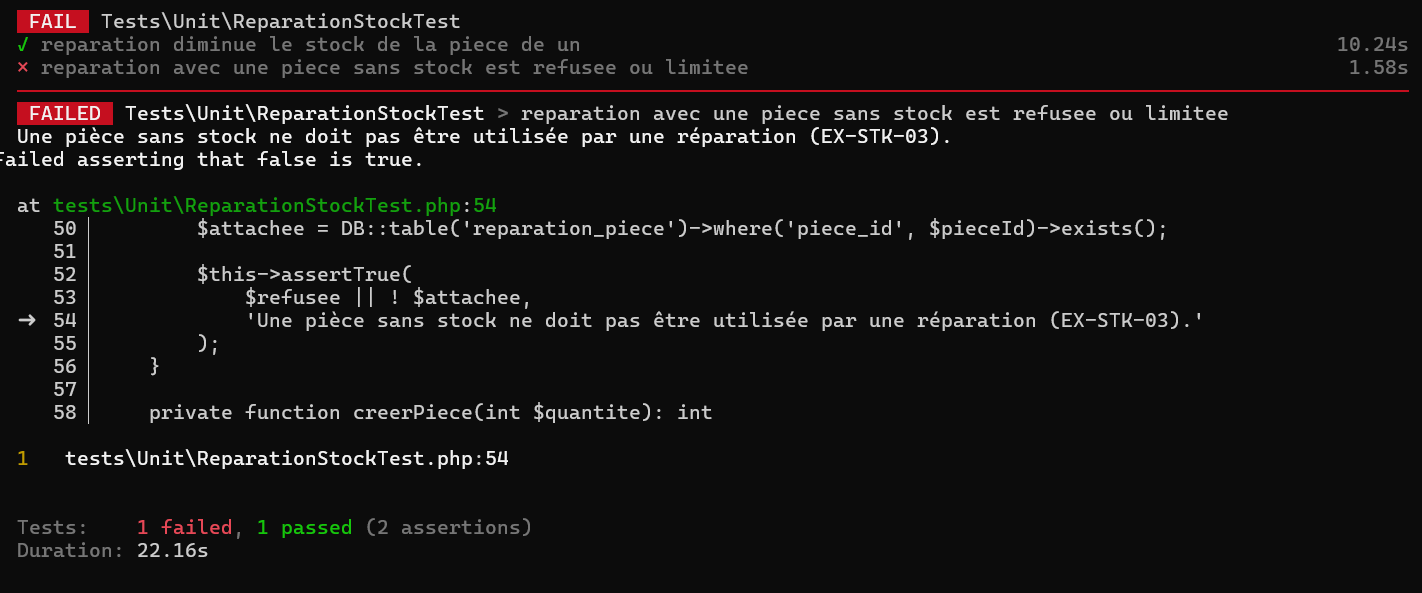 FAIL Tests\Unit\ReparationStockTest
✓ reparation diminue le stock de la piece de un 10.24s
× reparation avec une piece sans stock est refusee ou limitee 1.58s
FAILED Tests\Unit\ReparationStockTest > reparation avec une piece sans stock est refusee ou limitee
Une pièce sans stock ne doit pas être utilisée par une réparation (EX-STK-03).
Failed asserting that false is true.
at tests\Unit\ReparationStockTest.php:54
50 $attachee = DB::table('reparation_piece')->where('piece_id', $pieceId)->exists();
51
52 $this->assertTrue(
53 $refusee || ! $attachee,
➜ 54 'Une pièce sans stock ne doit pas être utilisée par une réparation (EX-STK-03).'
55 );
56 }
57
58 private function creerPiece(int $quantite): int
1 tests\Unit\ReparationStockTest.php:54
Tests: 1 failed, 1 passed (2 assertions)
Duration: 22.16s